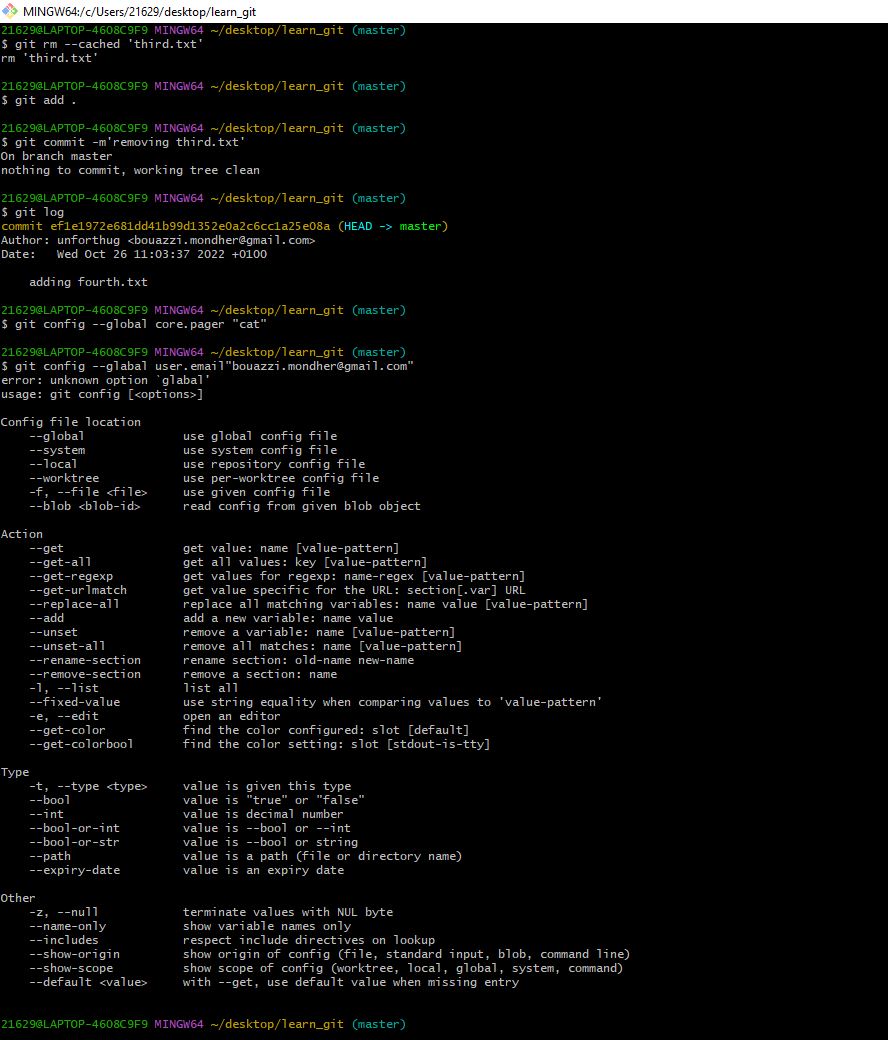 MINGW64:/c/Users/21629/desktop/learn_git
21629@LAPTOP-46O8C9F9 MINGW64 ~/desktop/learn_git (master)
$ git rm --cached 'third.txt'
rm 'third.txt'

21629@LAPTOP-46O8C9F9 MINGW64 ~/desktop/learn_git (master)
$ git add .

21629@LAPTOP-46O8C9F9 MINGW64 ~/desktop/learn_git (master)
$ git commit -m'removing third.txt'
On branch master
nothing to commit, working tree clean

21629@LAPTOP-46O8C9F9 MINGW64 ~/desktop/learn_git (master)
$ git log
commit ef1e1972e681dd41b99d1352e0a2c6cc1a25e08a (HEAD -> master)
Author: unforthug <bouazzi.mondher@gmail.com>
Date:   Wed Oct 26 11:03:37 2022 +0100

    adding fourth.txt

21629@LAPTOP-46O8C9F9 MINGW64 ~/desktop/learn_git (master)
$ git config --global core.pager "cat"

21629@LAPTOP-46O8C9F9 MINGW64 ~/desktop/learn_git (master)
$ git config --glabal user.email"bouazzi.mondher@gmail.com"
error: unknown option `glabal'
usage: git config [<options>]

Config file location
    --global              use global config file
    --system              use system config file
    --local               use repository config file
    --worktree            use per-worktree config file
    -f, --file <file>     use given config file
    --blob <blob-id>      read config from given blob object

Action
    --get                 get value: name [value-pattern]
    --get-all             get all values: key [value-pattern]
    --get-regexp          get values for regexp: name-regex [value-pattern]
    --get-urlmatch        get value specific for the URL: section[.var] URL
    --replace-all         replace all matching variables: name value [value-pattern]
    --add                 add a new variable: name value
    --unset               remove a variable: name [value-pattern]
    --unset-all           remove all matches: name [value-pattern]
    --rename-section      rename section: old-name new-name
    --remove-section      remove a section: name
    -l, --list            list all
    --fixed-value         use string equality when comparing values to 'value-pattern'
    -e, --edit            open an editor
    --get-color           find the color configured: slot [default]
    --get-colorbool       find the color setting: slot [stdout-is-tty]

Type
    -t, --type <type>     value is given this type
    --bool                value is "true" or "false"
    --int                 value is decimal number
    --bool-or-int         value is --bool or --int
    --bool-or-str         value is --bool or string
    --path                value is a path (file or directory name)
    --expiry-date         value is an expiry date

Other
    -z, --null            terminate values with NUL byte
    --name-only           show variable names only
    --includes            respect include directives on lookup
    --show-origin         show origin of config (file, standard input, blob, command line)
    --show-scope          show scope of config (worktree, local, global, system, command)
    --default <value>     with --get, use default value when missing entry

21629@LAPTOP-46O8C9F9 MINGW64 ~/desktop/learn_git (master)